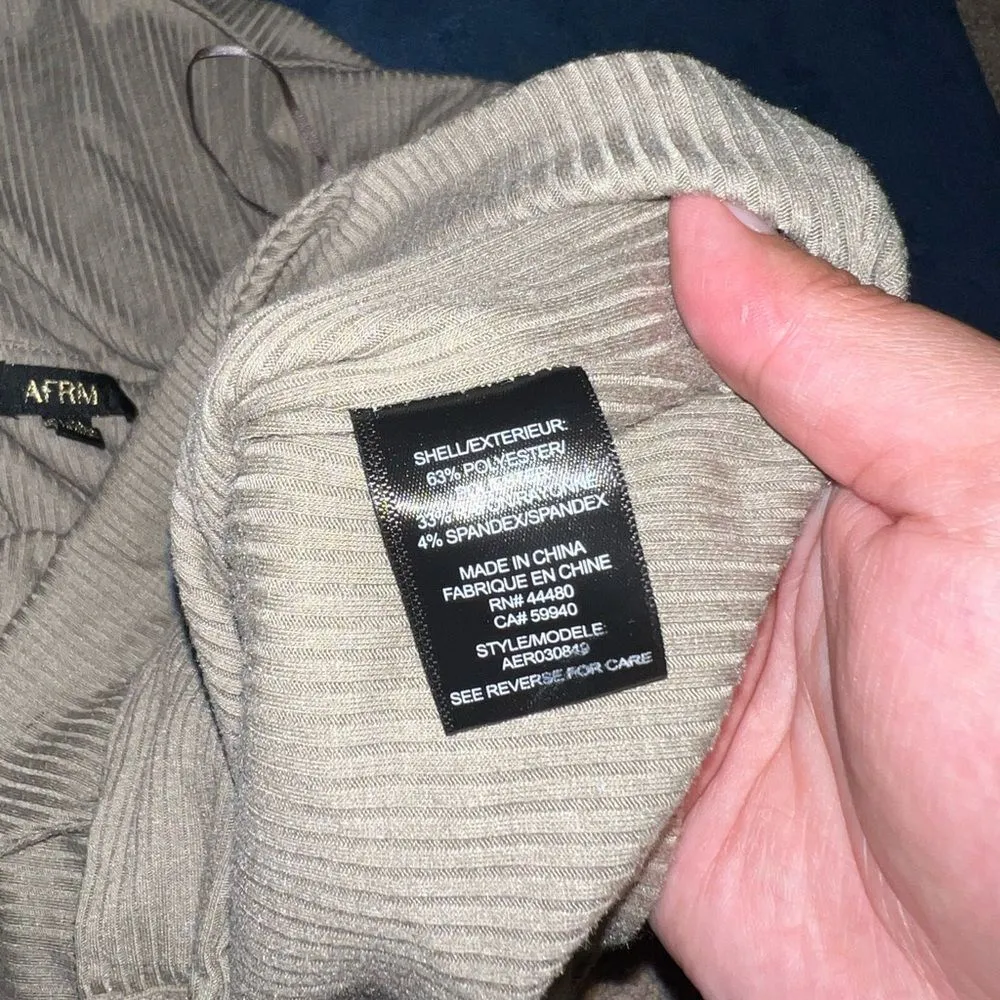 AFRM
SHELL/EXTERIEUR:
63% POLYESTER/
33%
4% SPANDEX/SPANDEX
MADE IN CHINA
FABRIQUE EN CHINE
RN# 44480
CA# 59940
STYLE/MODELE:
AER030849
SEE REVERSE FOR CARE